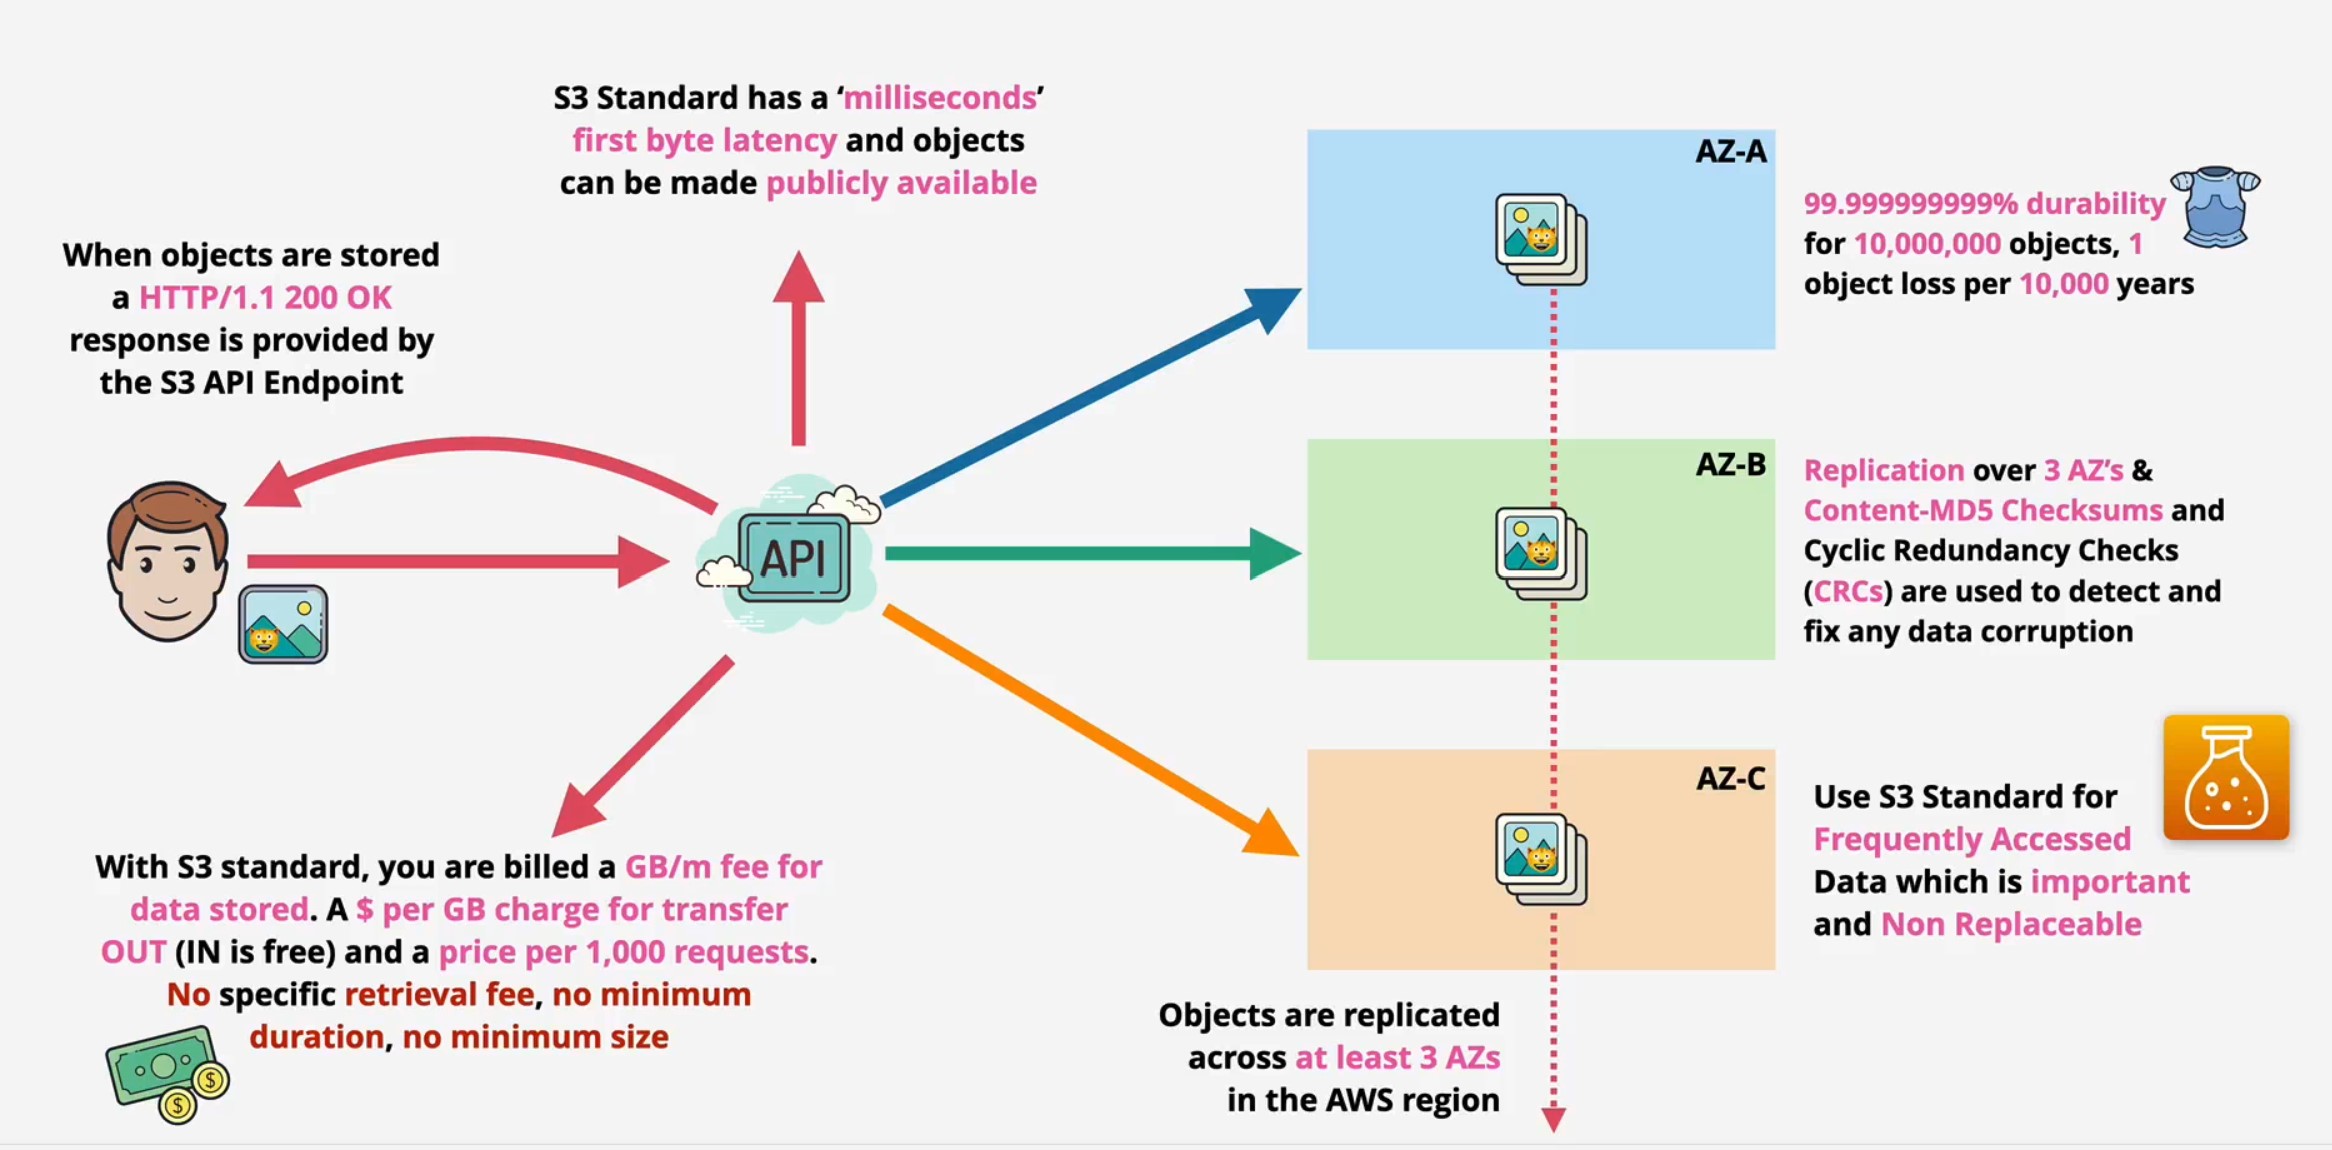 S3 Standard has a ‘milliseconds’
first byte latency and objects
can be made publicly available
When objects are stored
a HTTP/1.1 200 OK
response is provided by
the S3 API Endpoint
API
With S3 standard, you are billed a GB/m fee for
data stored. A $ per GB charge for transfer
OUT (IN is free) and a price per 1,000 requests.
No specific retrieval fee, no minimum
duration, no minimum size
$
$
AZ-A
99.999999999% durability
for 10,000,000 objects, 1
object loss per 10,000 years
AZ-B
Replication over 3 AZ’s &
Content-MD5 Checksums and
Cyclic Redundancy Checks
(CRCs) are used to detect and
fix any data corruption
AZ-C
Use S3 Standard for
Frequently Accessed
Data which is important
and Non Replaceable
Objects are replicated
across at least 3 AZs
in the AWS region